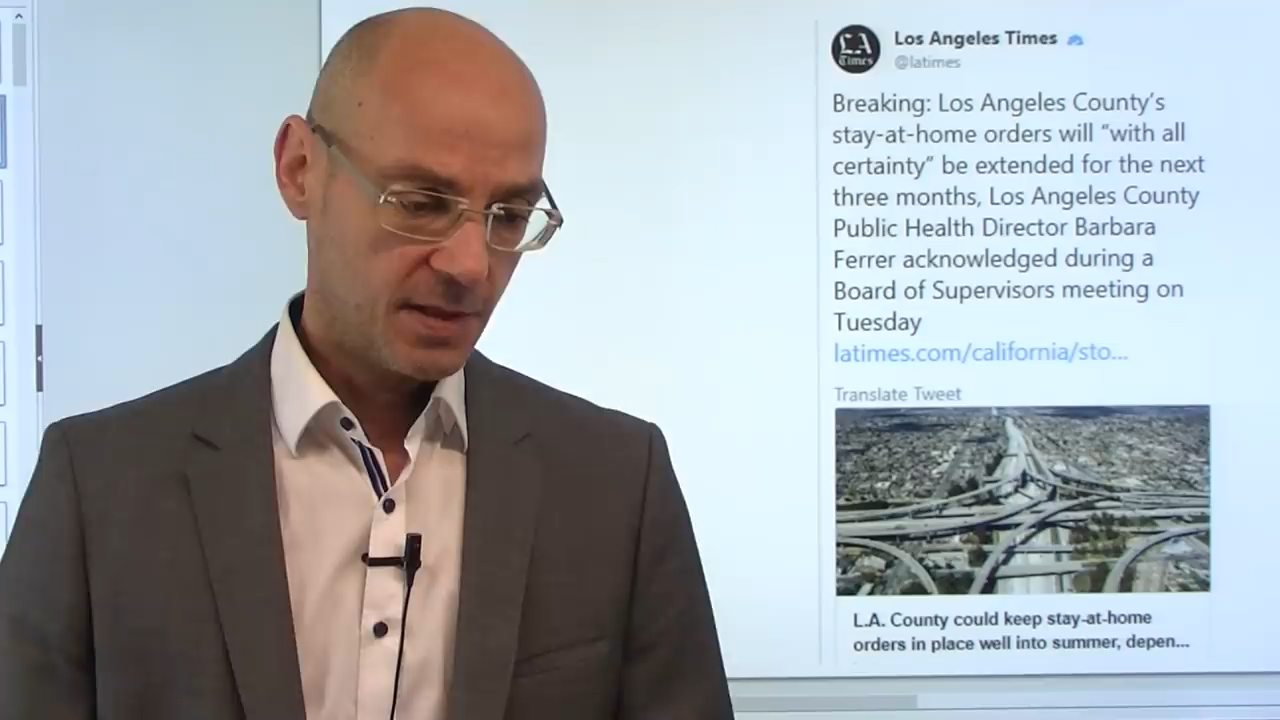 LA
Times
Los Angeles Times
@latimes
Breaking: Los Angeles County's
stay-at-home orders will "with all
certainty" be extended for the next
three months, Los Angeles County
Public Health Director Barbara
Ferrer acknowledged during a
Board of Supervisors meeting on
Tuesday
latimes.com/california/sto...
Translate Tweet
L.A. County could keep stay-at-home
orders in place well into summer, depen...